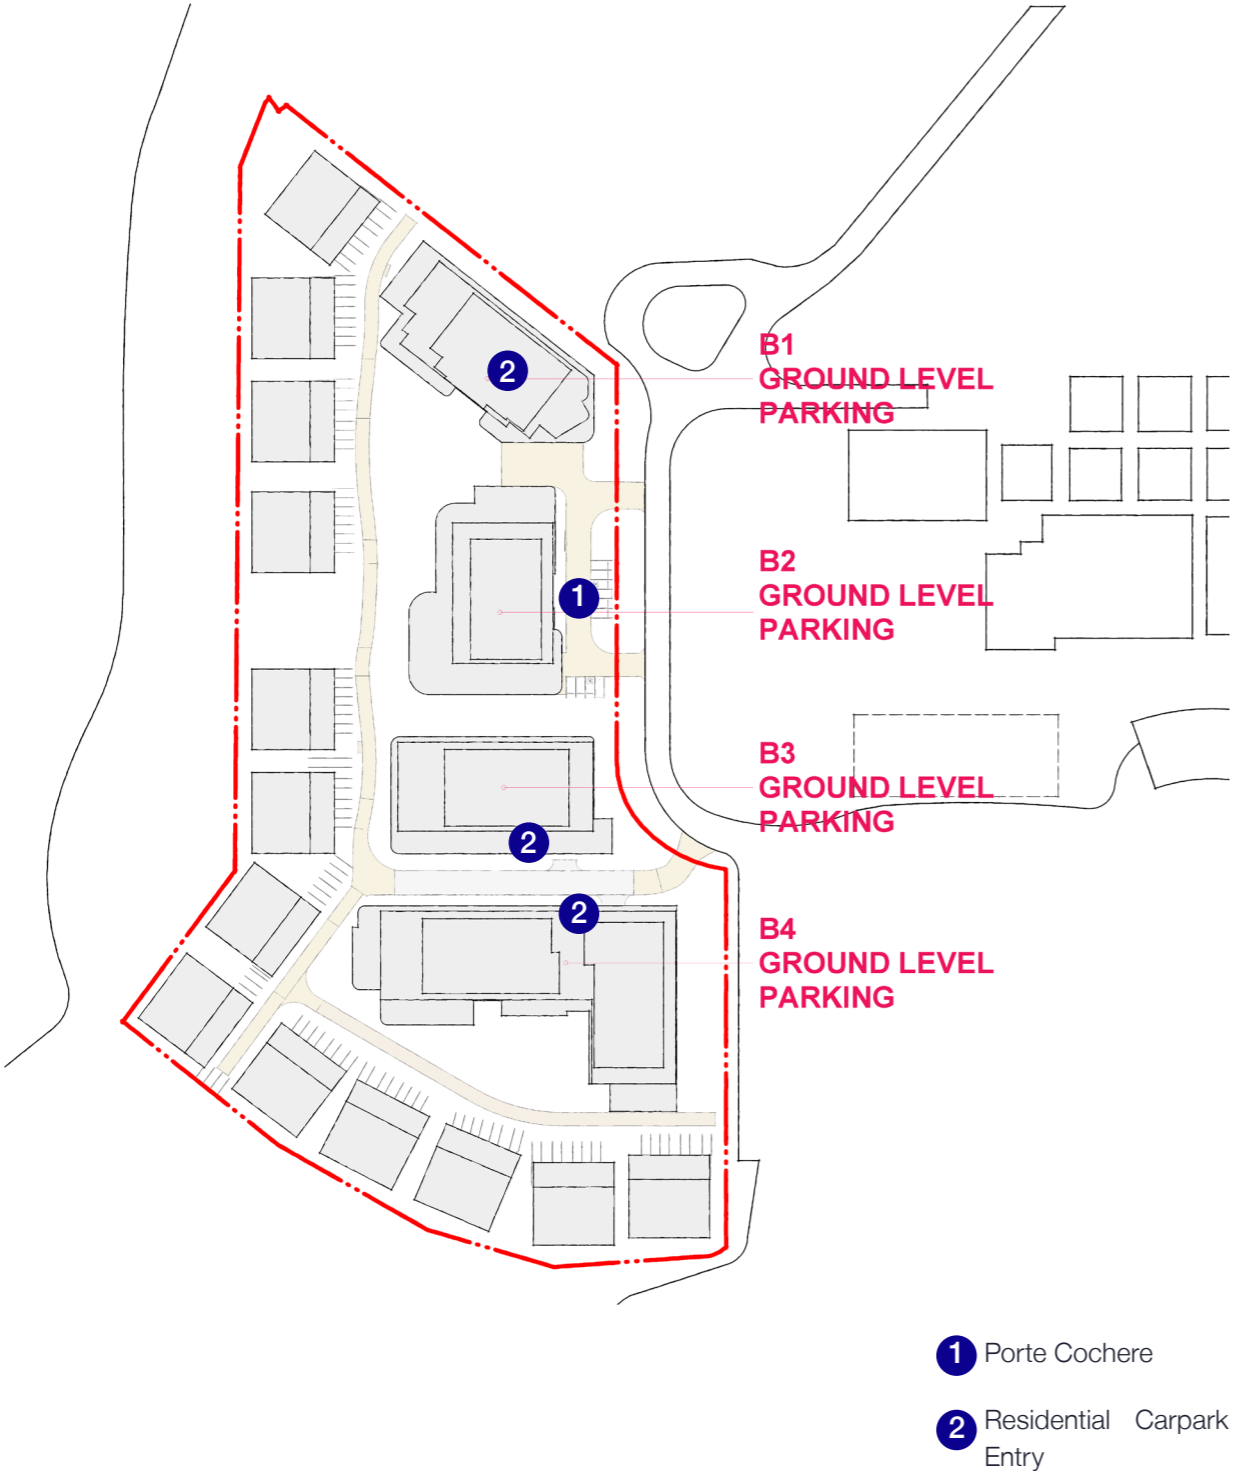 B1
GROUND LEVEL
PARKING
2
B2
GROUND LEVEL
PARKING
1
B3
GROUND LEVEL
PARKING
2
2
B4
GROUND LEVEL
PARKING
1 Porte Cochere
2 Residential Carpark
Entry